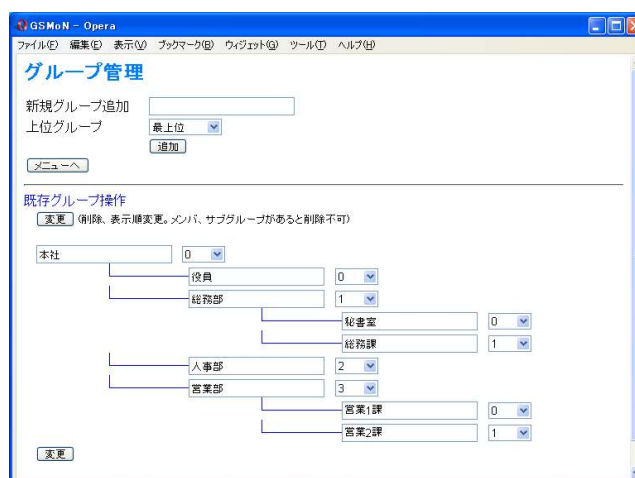 GSMoN - Opera
ファイル(F) 編集(E) 表示(V) ブックマーク(B) ウィジェット(G) ツール(T) ヘルプ(H)
グループ管理
新規グループ追加
上位グループ 最上位
追加
メニューへ
既存グループ操作
変更 (削除、表示順変更。メンバ、サブグループがあると削除不可)
本社 0
役員 0
総務部 1
秘書室 0
総務課 1
人事部 2
営業部 3
営業1課 0
営業2課 1
変更